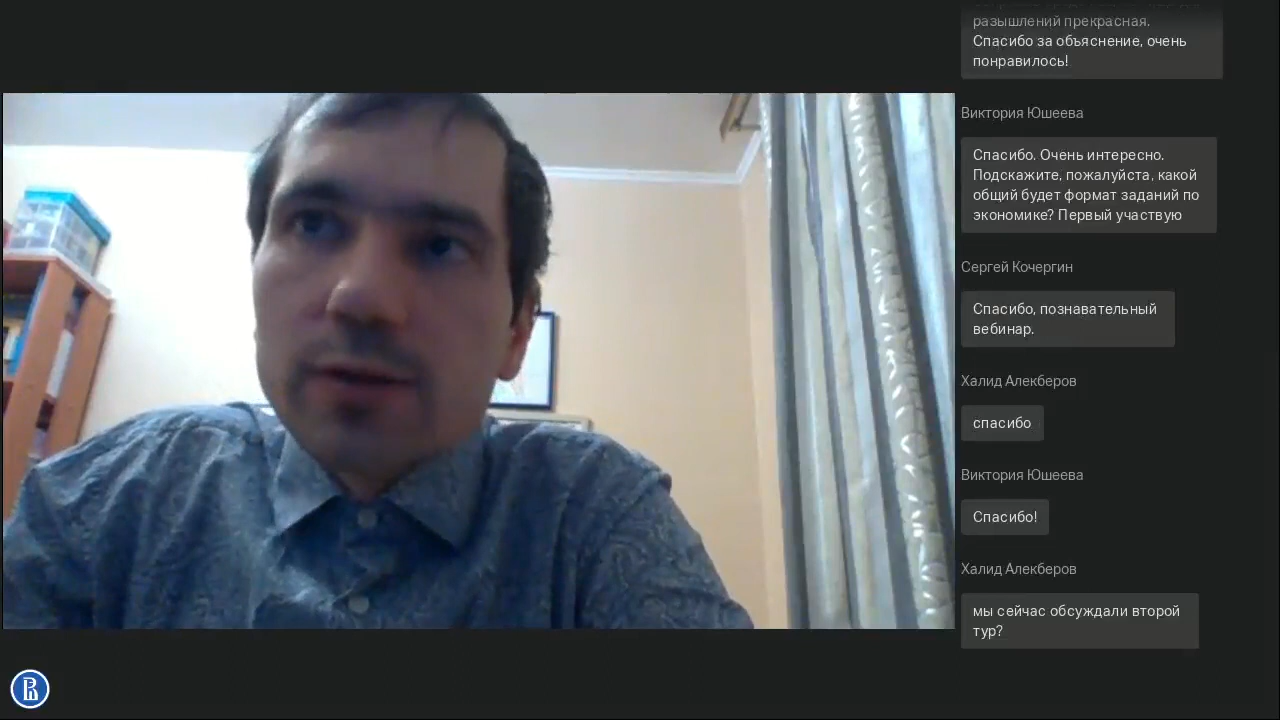 разышлений прекрасная.
Спасибо за объяснение, очень
понравилось!
Виктория Юшеева
Спасибо. Очень интересно.
Подскажите, пожалуйста, какой
общий будет формат заданий по
экономике? Первый участвую
Сергей Кочергин
Спасибо, познавательный
вебинар.
Халид Алекберов
спасибо
Виктория Юшеева
Спасибо!
Халид Алекберов
мы сейчас обсуждали второй
тур?